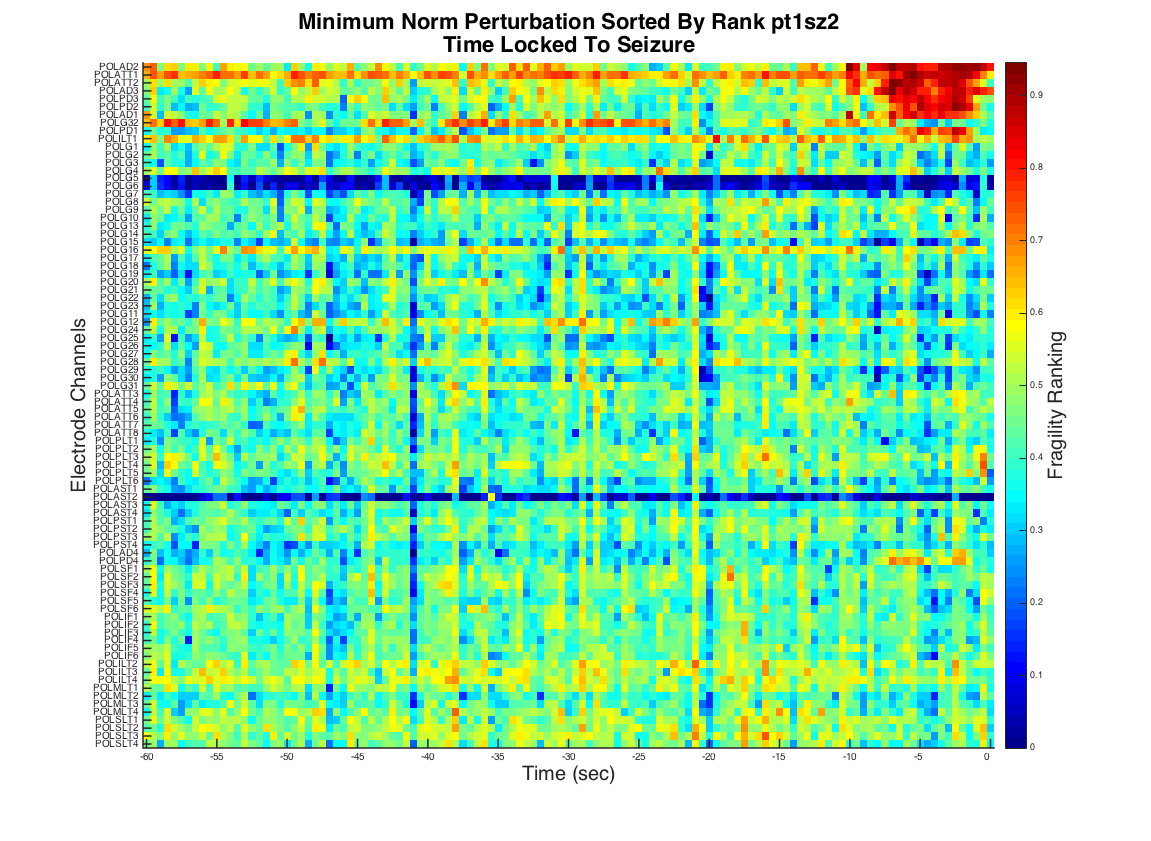 Minimum Norm Perturbation Sorted By Rank pt1sz2
Time Locked To Seizure
Electrode Channels
POLAD2
POLATT1
POLATT2
POLAD3
POLPD3
POLPD2
POLAD1
POLG32
POLPD1
POLILT1
POLG1
POLG2
POLG3
POLG4
POLG5
POLG6
POLG7
POLG8
POLG9
POLG10
POLG13
POLG14
POLG15
POLG16
POLG17
POLG18
POLG19
POLG20
POLG21
POLG22
POLG23
POLG11
POLG12
POLG24
POLG25
POLG26
POLG27
POLG28
POLG29
POLG30
POLG31
POLATT3
POLATT4
POLATT5
POLATT6
POLATT7
POLATT8
POLPLT1
POLPLT2
POLPLT3
POLPLT4
POLPLT5
POLPLT6
POLAST1
POLAST2
POLAST3
POLAST4
POLPST1
POLPST2
POLPST3
POLPST4
POLAD4
POLPD4
POLSF1
POLSF2
POLSF3
POLSF4
POLSF5
POLSF6
POLIF1
POLIF2
POLIF3
POLIF4
POLIF5
POLIF6
POLILT2
POLILT3
POLILT4
POLMLT1
POLMLT2
POLMLT3
POLMLT4
POLSLT1
POLSLT2
POLSLT3
POLSLT4
-60 -55 -50 -45 -40 -35 -30 -25 -20 -15 -10 -5 0
Time (sec)
0.9
0.8
0.7
0.6
0.5
0.4
0.3
0.2
0.1
0
Fragility Ranking